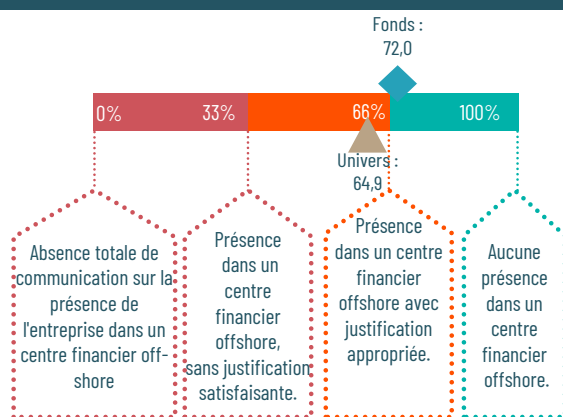 Fonds :
72,0
0%
33%
66%
100%
Univers :
64,9
Absence totale de
communication sur la
présence de
l'entreprise dans un
centre financier off-
shore
Présence
dans un
centre
financier
offshore,
sans justification
satisfaisante.
Présence
dans un centre
financier
offshore avec
justification
appropriée.
Aucune
présence
dans un
centre
financier
offshore.